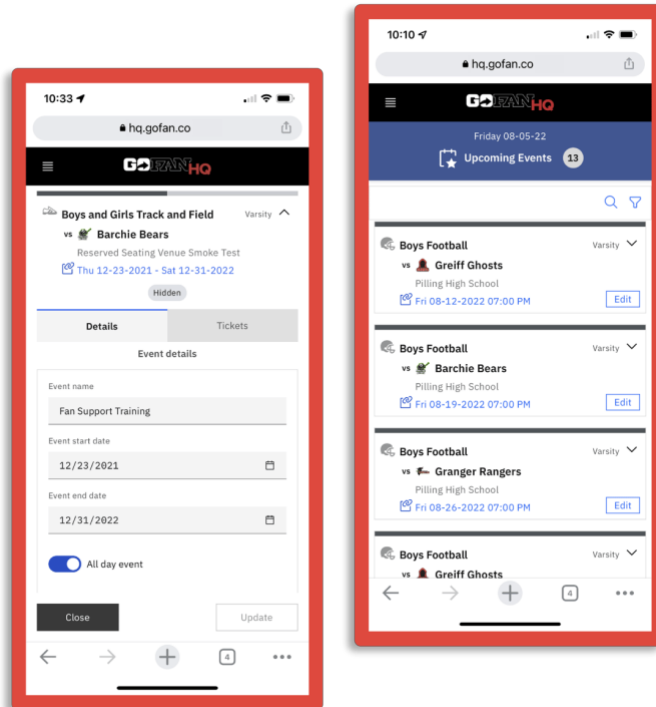 10:33
hq.gofan.co
GOFAN HQ
Boys and Girls Track and Field Varsity
vs Barchie Bears
Reserved Seating Venue Smoke Test
Thu 12-23-2021 - Sat 12-31-2022
Hidden
Details Tickets
Event details
Event name
Fan Support Training
Event start date
12/23/2021
Event end date
12/31/2022
All day event
Close Update
4
10:10
hq.gofan.co
GOFAN HQ
Friday 08-05-22
Upcoming Events 13
Boys Football Varsity
vs Greiff Ghosts
Pilling High School
Fri 08-12-2022 07:00 PM Edit
Boys Football Varsity
vs Barchie Bears
Pilling High School
Fri 08-19-2022 07:00 PM Edit
Boys Football Varsity
vs Granger Rangers
Pilling High School
Fri 08-26-2022 07:00 PM Edit
Boys Football Varsity
vs Greiff Ghosts
4